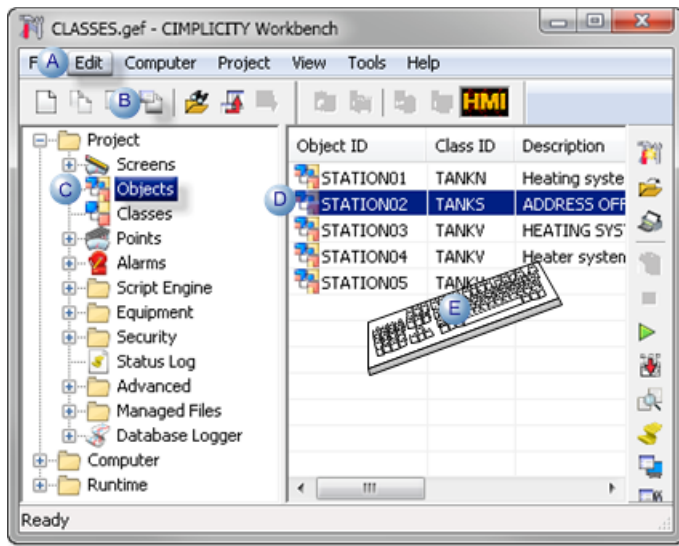 CLASSES.gef - CIMPLICITY Workbench
F A Edit Computer Project View Tools Help
B HMI
Project
Screens
C Objects
Classes
Points
Alarms
Script Engine
Equipment
Security
Status Log
Advanced
Managed Files
Database Logger
Computer
Runtime
Object ID Class ID Description
STATION01 TANKN Heating syste
D STATION02 TANKS ADDRESS OFF
STATION03 TANKV HEATING SYS
STATION04 TANKV Heater system
STATION05
E
Ready